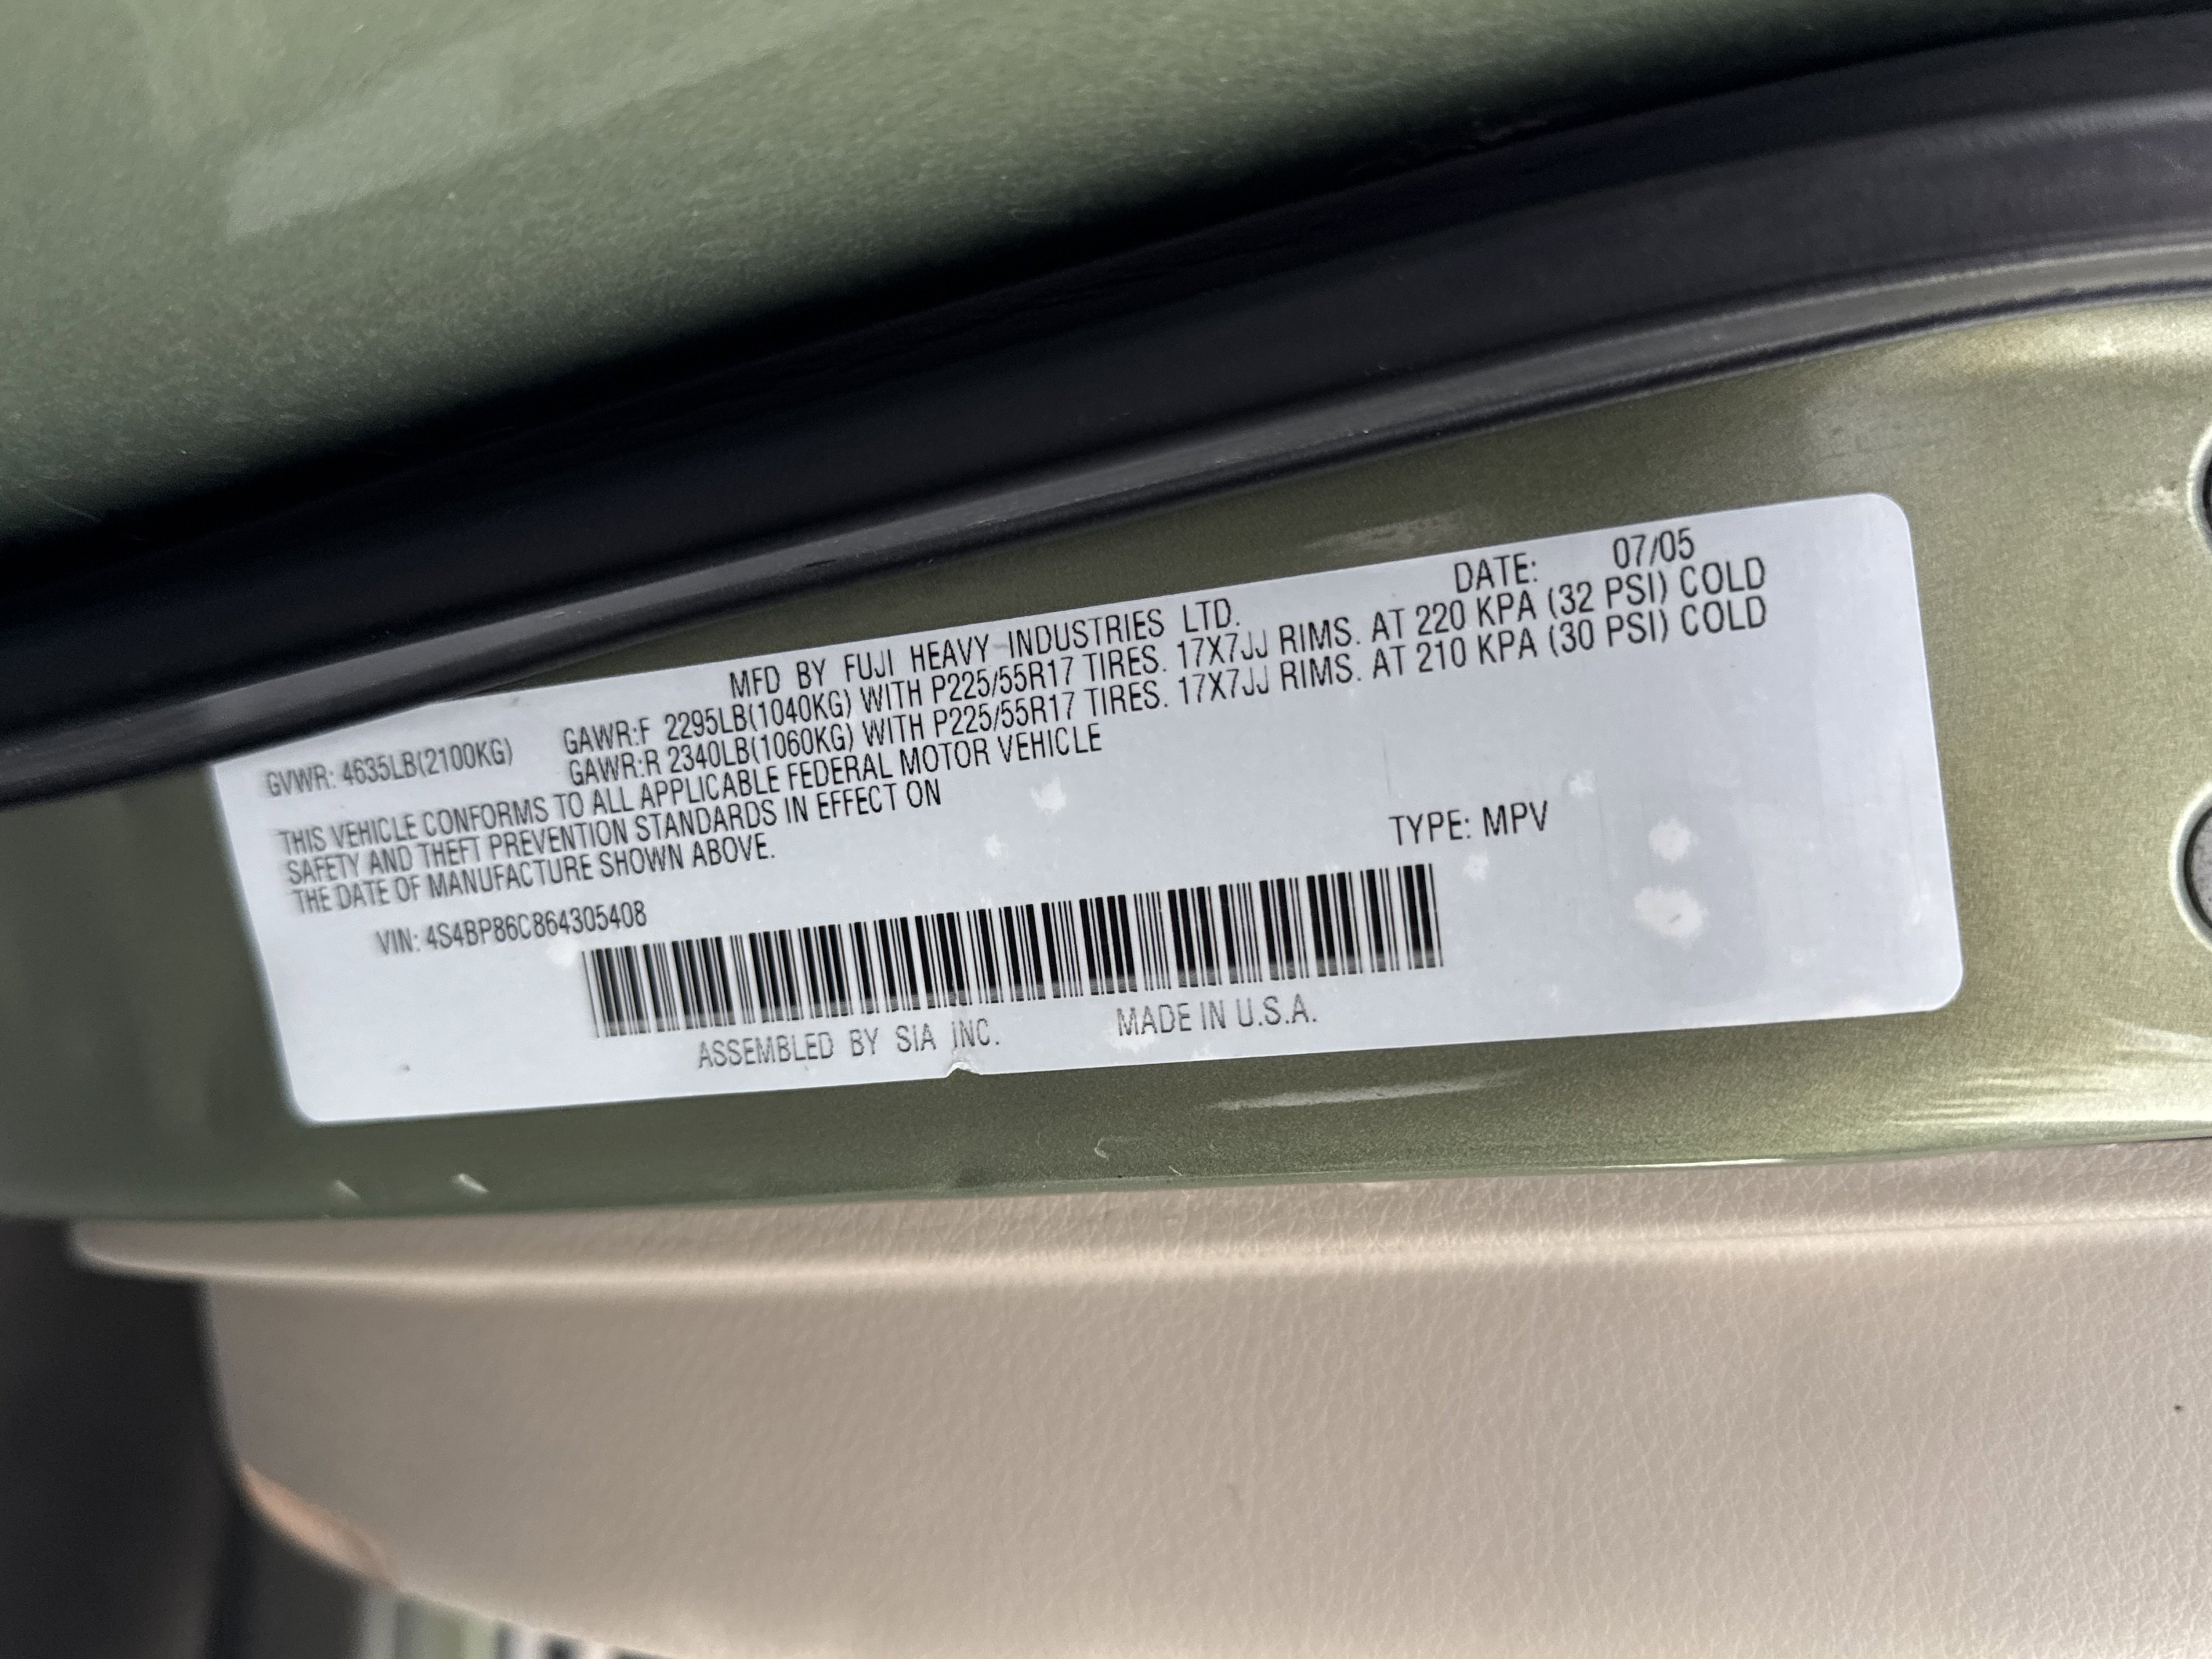 MFD BY FUJI HEAVY INDUSTRIES LTD. DATE: 07/05
GVWR: 4635LB(2100KG) GAWR:F 2295LB(1040KG) WITH P225/55R17 TIRES. 17X7JJ RIMS. AT 220 KPA (32 PSI) COLD
GAWR:R 2340LB(1060KG) WITH P225/55R17 TIRES. 17X7JJ RIMS. AT 210 KPA (30 PSI) COLD
THIS VEHICLE CONFORMS TO ALL APPLICABLE FEDERAL MOTOR VEHICLE
SAFETY AND THEFT PREVENTION STANDARDS IN EFFECT ON
THE DATE OF MANUFACTURE SHOWN ABOVE.
VIN: 4S4BP86C864305408 TYPE: MPV
ASSEMBLED BY SIA INC. MADE IN U.S.A.